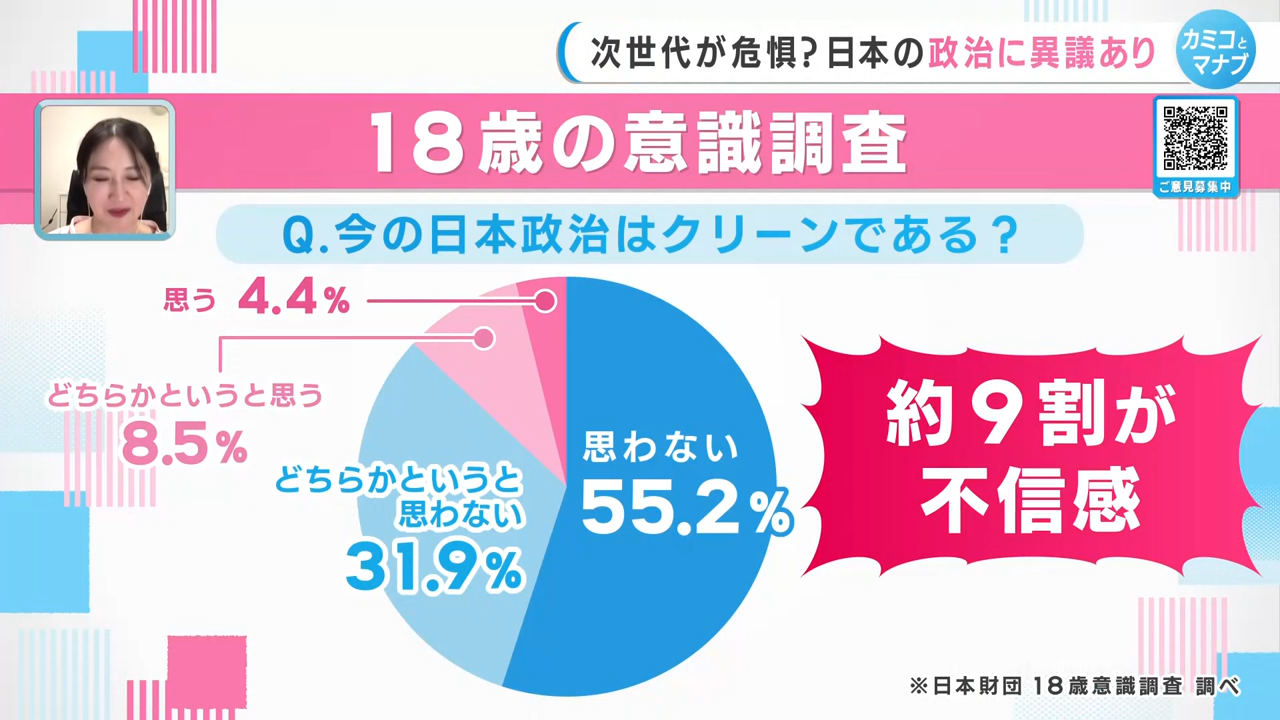 次世代が危惧?日本の政治に異議あり
カミコと
マナブ
18歳の意識調査
ご意見募集中
Q.今の日本政治はクリーンである?
思う 4.4%
どちらかというと思う
8.5%
どちらかというと
思わない
31.9%
思わない
55.2%
約9割が
不信感
※日本財団 18歳意識調査 調べ